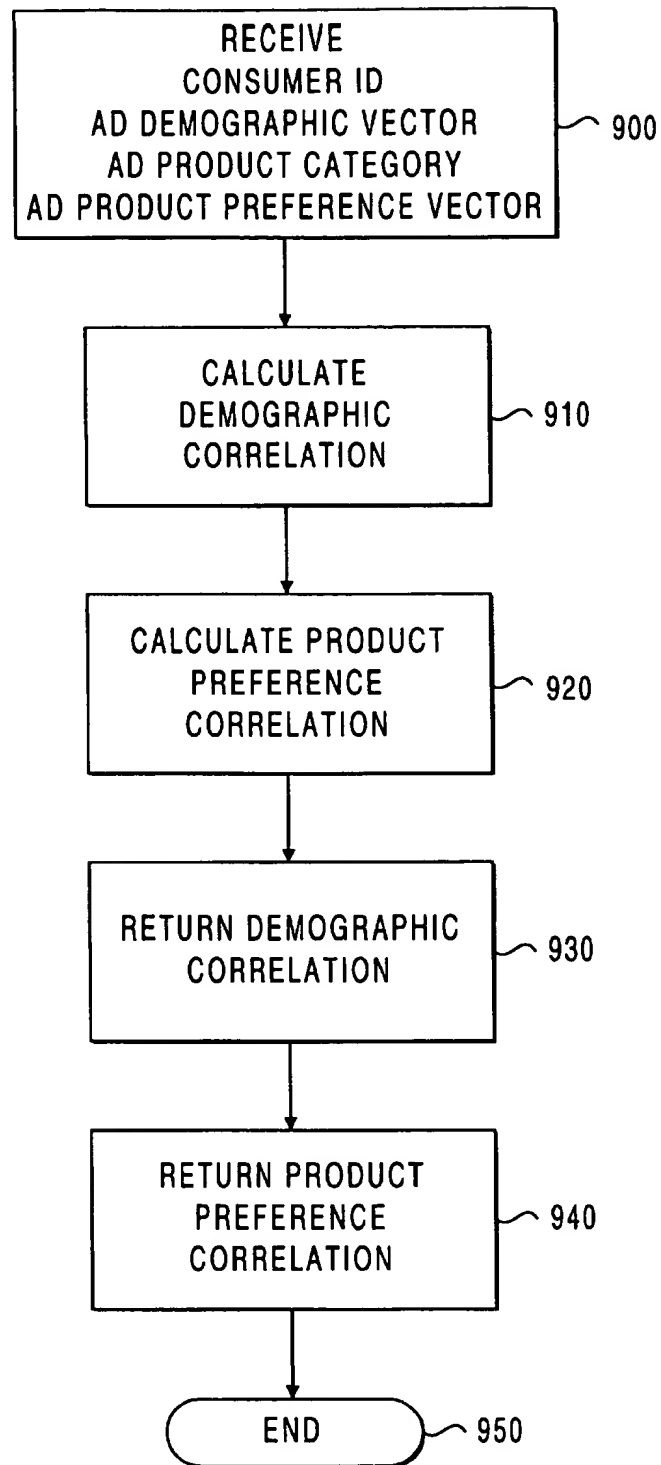 RECEIVE
CONSUMER ID
AD DEMOGRAPHIC VECTOR
AD PRODUCT CATEGORY
AD PRODUCT PREFERENCE VECTOR
900
CALCULATE
DEMOGRAPHIC
CORRELATION
910
CALCULATE PRODUCT
PREFERENCE
CORRELATION
920
RETURN DEMOGRAPHIC
CORRELATION
930
RETURN PRODUCT
PREFERENCE
CORRELATION
940
END
950